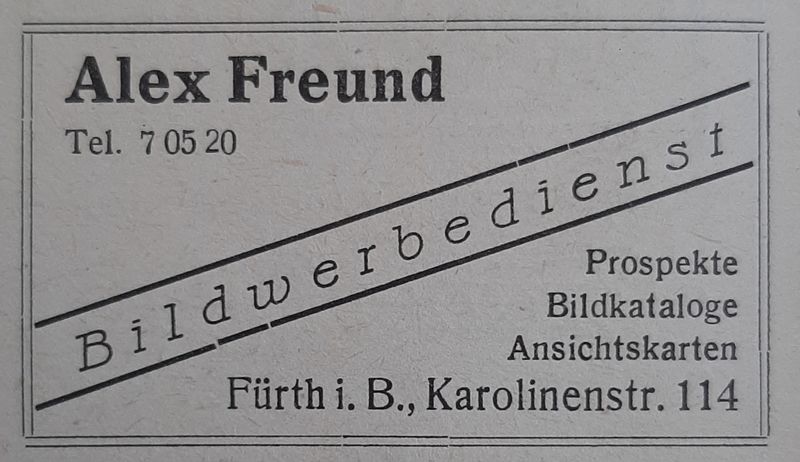 Alex Freund
Tel. 7 05 20
Bildwerbedienst
Prospekte
Bildkataloge
Ansichtskarten
Fürth i. B., Karolinenstr. 114